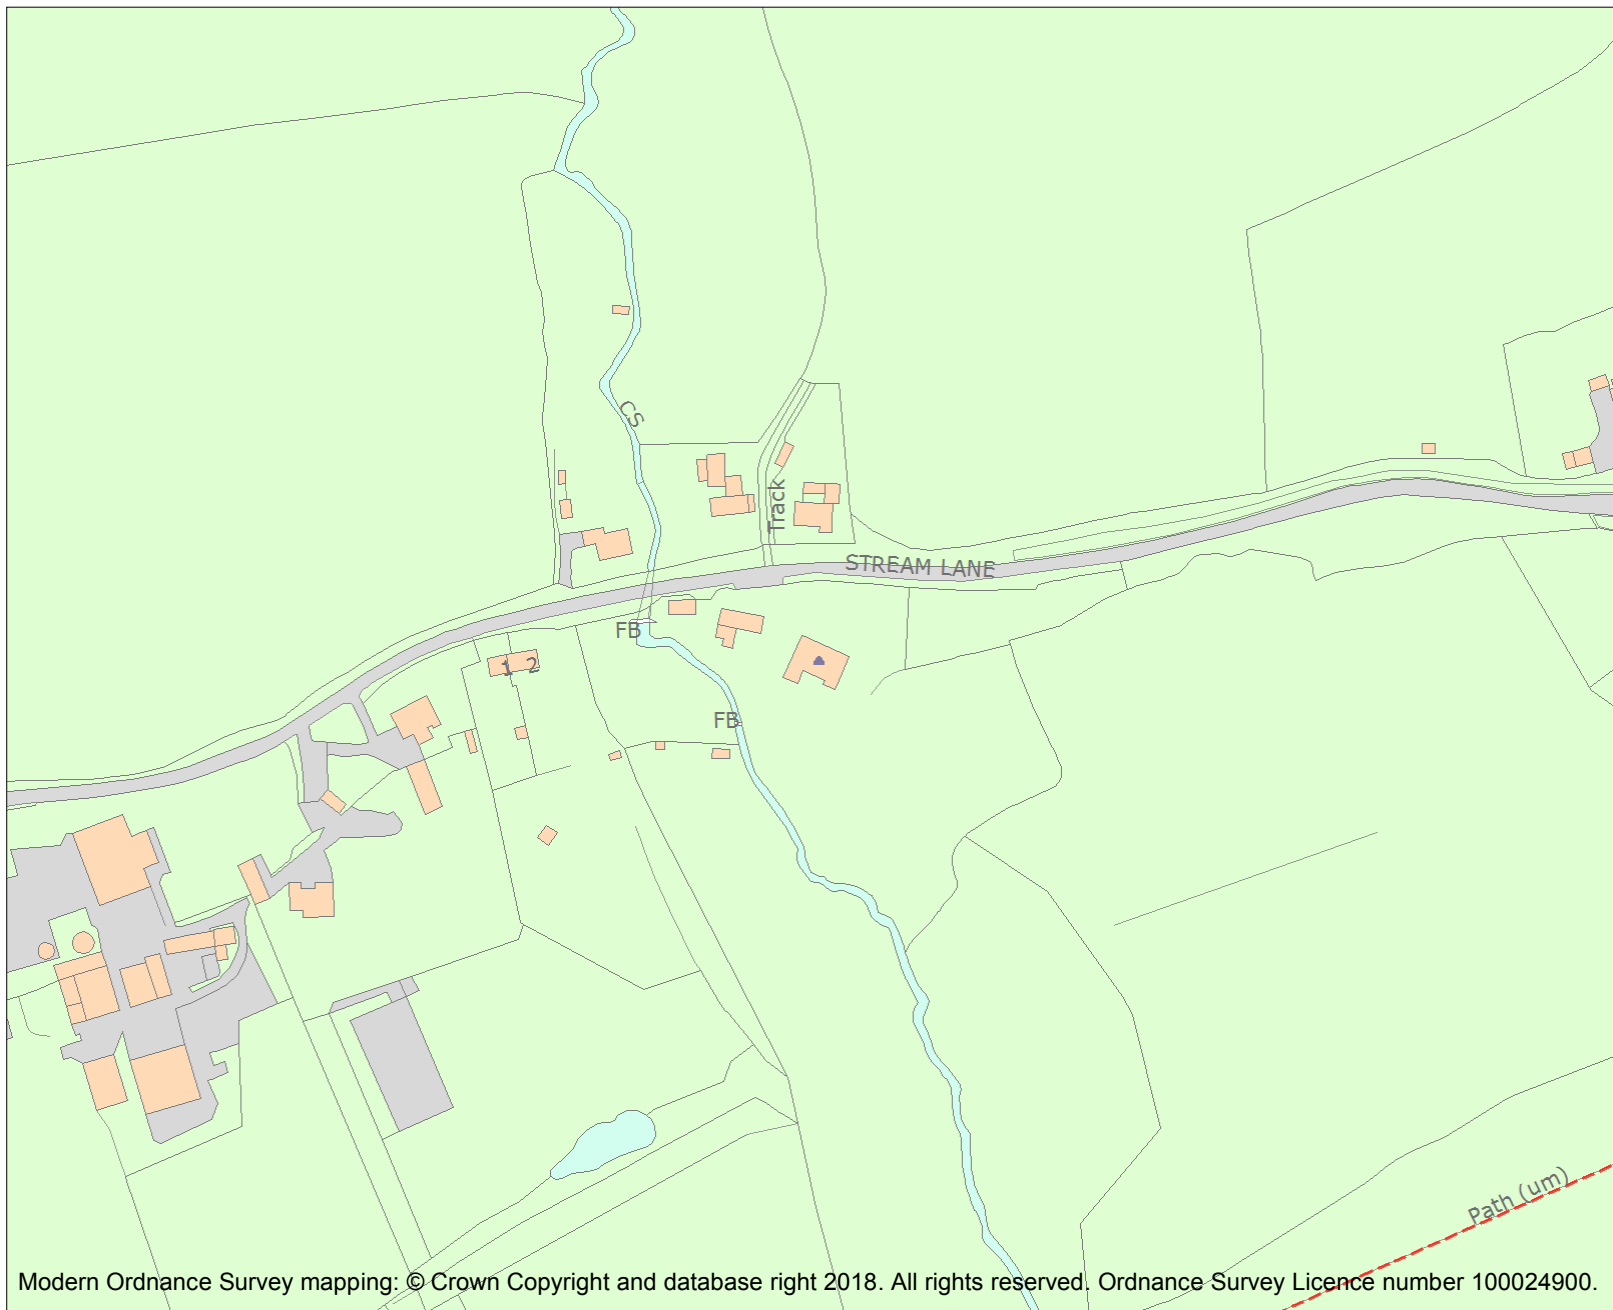 CS
Track
STREAM LANE
FB
1 2
FB
Path (um)
Modern Ordnance Survey mapping: © Crown Copyright and database right 2018. All rights reserved. Ordnance Survey Licence number 100024900.